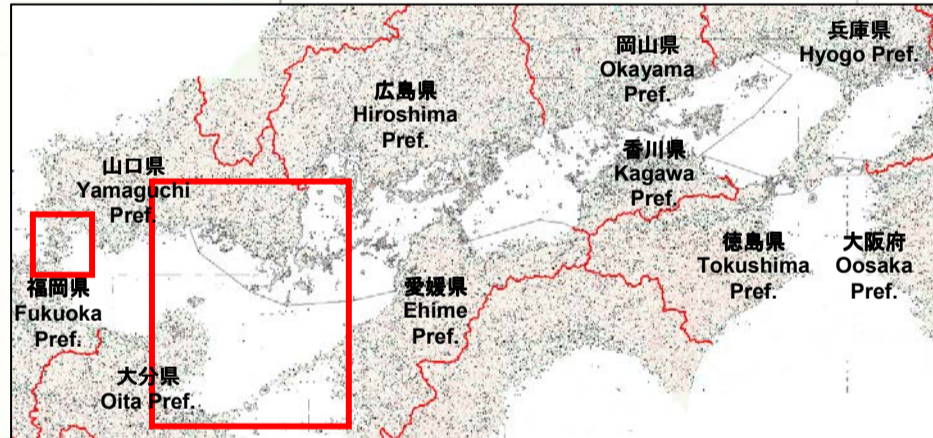 兵庫県
Hyogo Pref.
岡山県
Okayama
Pref.
広島県
Hiroshima
Pref.
香川県
Kagawa
Pref.
山口県
Yamaguchi
Pref.
徳島県
Tokushima
Pref.
大阪府
Oosaka
Pref.
福岡県
Fukuoka
Pref.
愛媛県
Ehime
Pref.
大分県
Oita Pref.